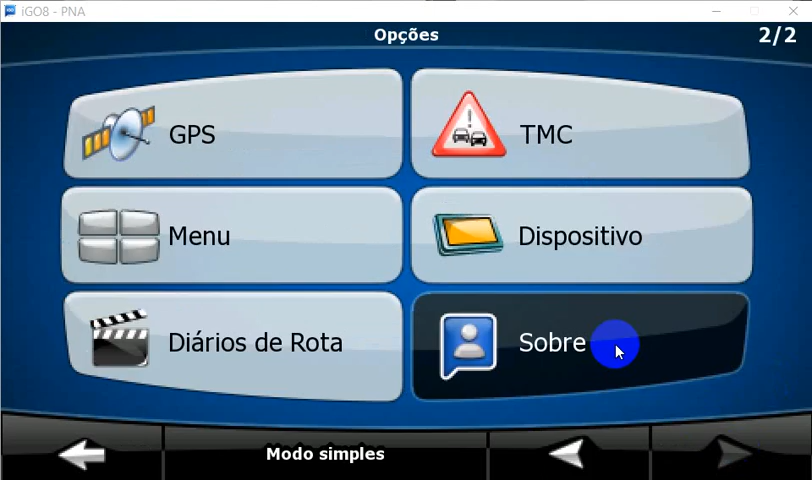 iGO8 - PNA
Opções
2/2
GPS
TMC
Menu
Dispositivo
Diários de Rota
Sobre
Modo simples